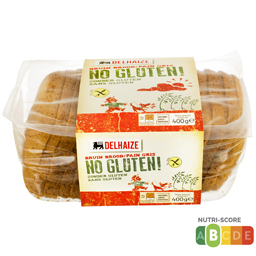 DELHAIZE
BRUIN BROOD/PAIN GRIS
NO GLUTEN!
ZONDER GLUTEN
SANS GLUTEN
400g e
DELHAIZE
BRUIN BROOD/PAIN GRIS
NO GLUTEN!
ZONDER GLUTEN
SANS GLUTEN
400g e
NUTRI-SCORE
A B C D E